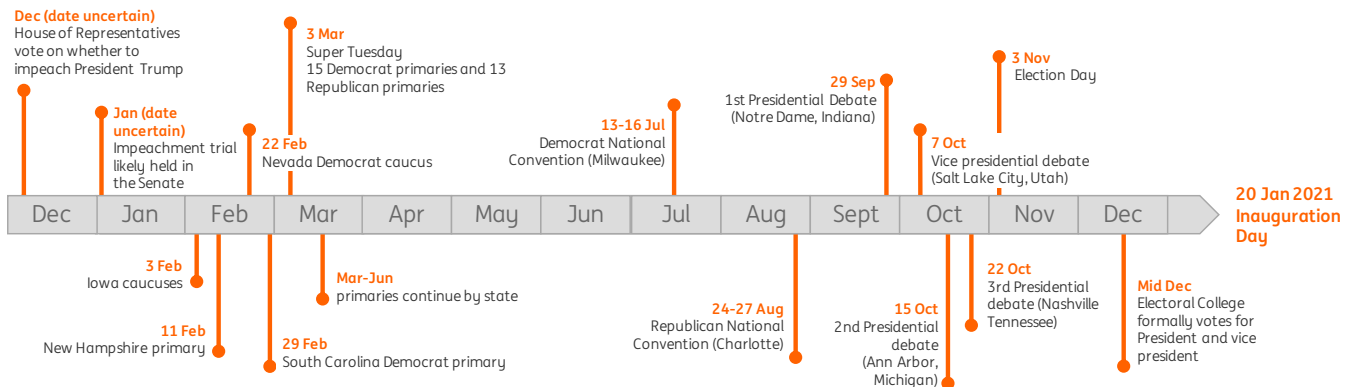 Dec (date uncertain)
House of Representatives
vote on whether to
impeach President Trump
Jan (date
uncertain)
Impeachment trial
likely held in
the Senate
22 Feb
Nevada Democrat caucus
3 Mar
Super Tuesday
15 Democrat primaries and 13
Republican primaries
13-16 Jul
Democrat National
Convention (Milwaukee)
29 Sep
1st Presidential Debate
(Notre Dame, Indiana)
7 Oct
Vice presidential debate
(Salt Lake City, Utah)
3 Nov
Election Day
Dec Jan Feb Mar Apr May Jun Jul Aug Sept Oct Nov Dec
20 Jan 2021
Inauguration
Day
3 Feb
Iowa caucuses
11 Feb
New Hampshire primary
29 Feb
South Carolina Democrat primary
Mar-Jun
primaries continue by state
24-27 Aug
Republican National
Convention (Charlotte)
15 Oct
2nd Presidential
debate
(Ann Arbor,
Michigan)
22 Oct
3rd Presidential
debate (Nashville
Tennessee)
Mid Dec
Electoral College
formally votes for
President and vice
president